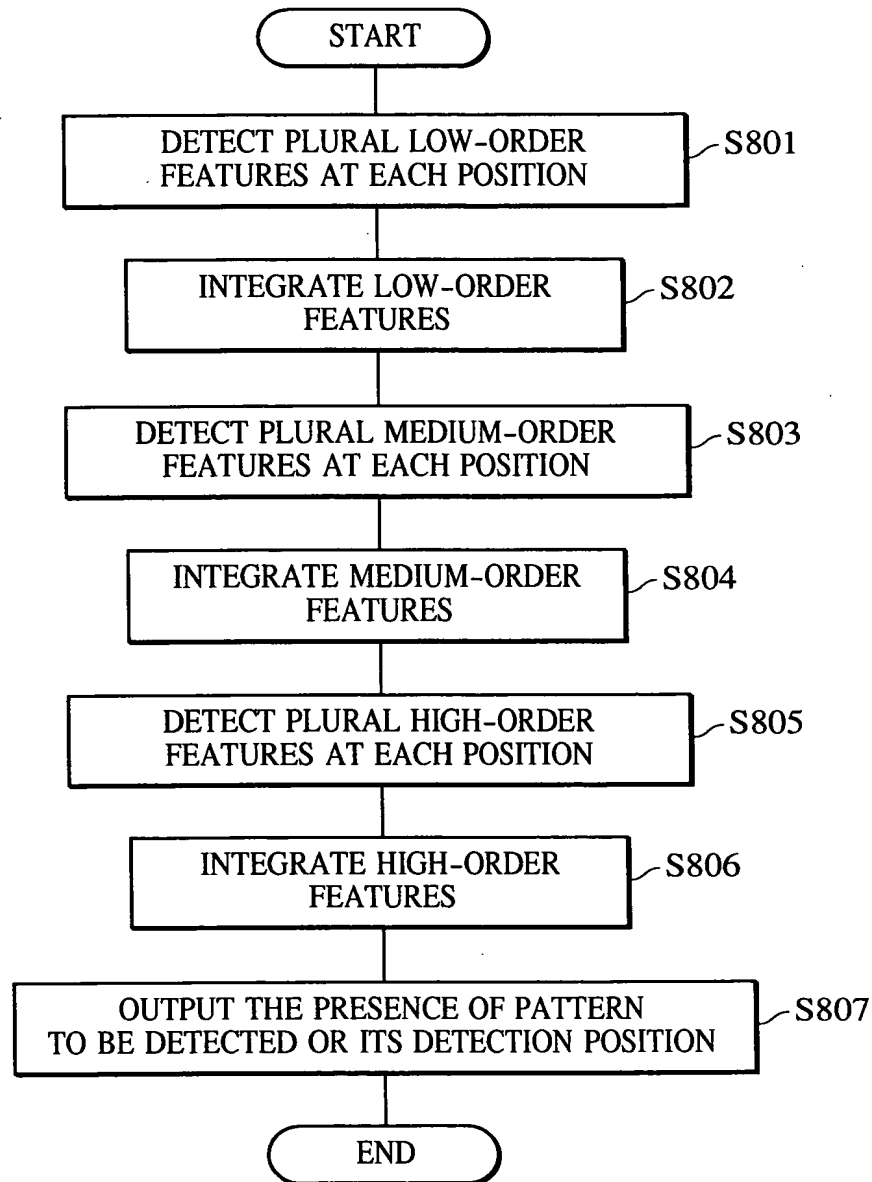 START
DETECT PLURAL LOW-ORDER
FEATURES AT EACH POSITION
S801
INTEGRATE LOW-ORDER
FEATURES
S802
DETECT PLURAL MEDIUM-ORDER
FEATURES AT EACH POSITION
S803
INTEGRATE MEDIUM-ORDER
FEATURES
S804
DETECT PLURAL HIGH-ORDER
FEATURES AT EACH POSITION
S805
INTEGRATE HIGH-ORDER
FEATURES
S806
OUTPUT THE PRESENCE OF PATTERN
TO BE DETECTED OR ITS DETECTION POSITION
S807
END